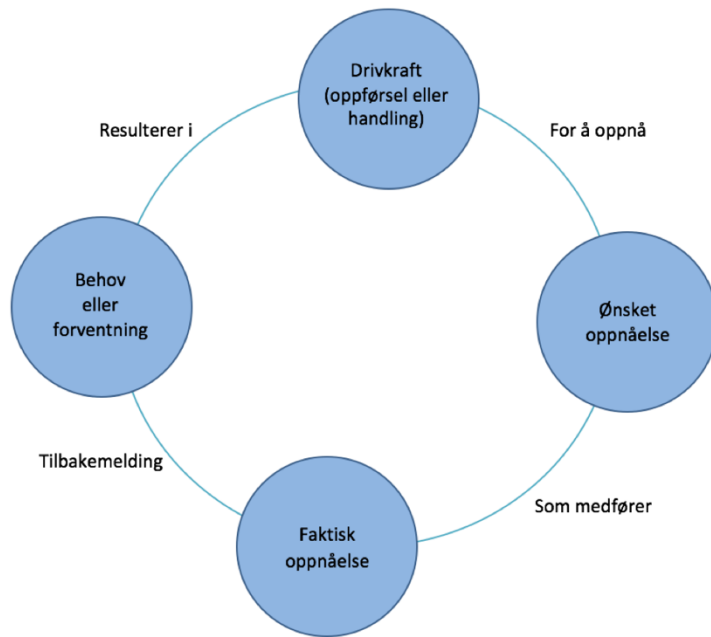 Drivkraft
(oppførsel eller
handling)
Resulterer i
For å oppnå
Behov
eller
forventning
Ønsket
oppnåelse
Tilbakemelding
Som medfører
Faktisk
oppnåelse